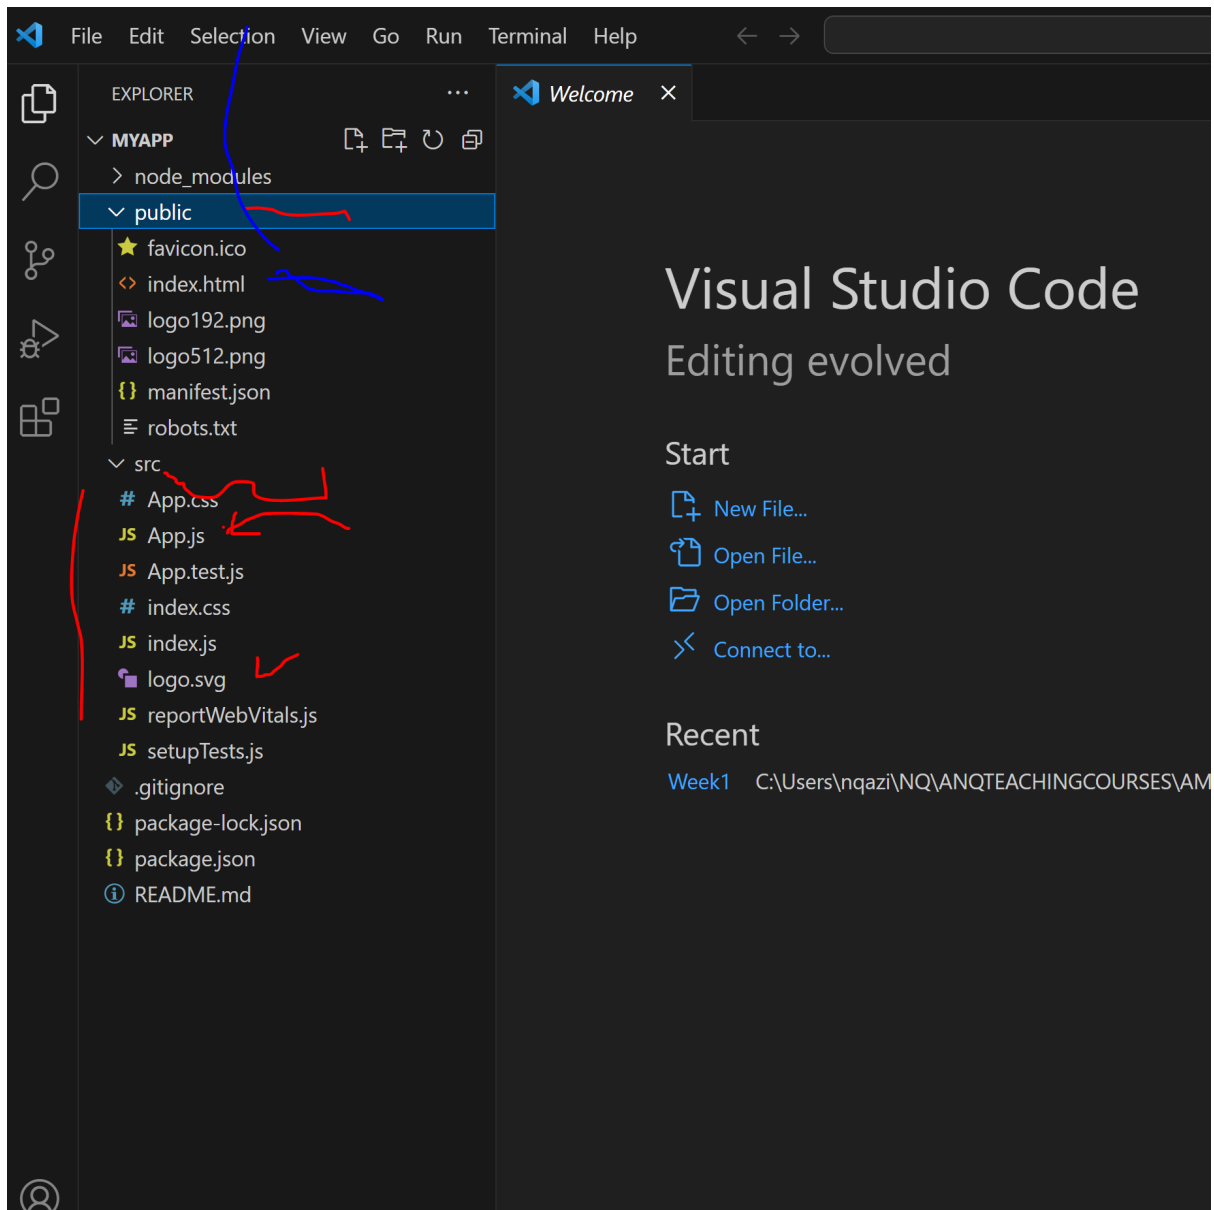 File Edit Selection View Go Run Terminal Help
EXPLORER
Welcome
MYAPP
node_modules
public
favicon.ico
index.html
logo192.png
logo512.png
manifest.json
robots.txt
src
App.css
App.js
App.test.js
index.css
index.js
logo.svg
reportWebVitals.js
setupTests.js
.gitignore
package-lock.json
package.json
README.md
Visual Studio Code
Editing evolved
Start
New File...
Open File...
Open Folder...
Connect to...
Recent
Week1 C:\Users\nqazi\NQ\ANQTEACHINGCOURSES\AM